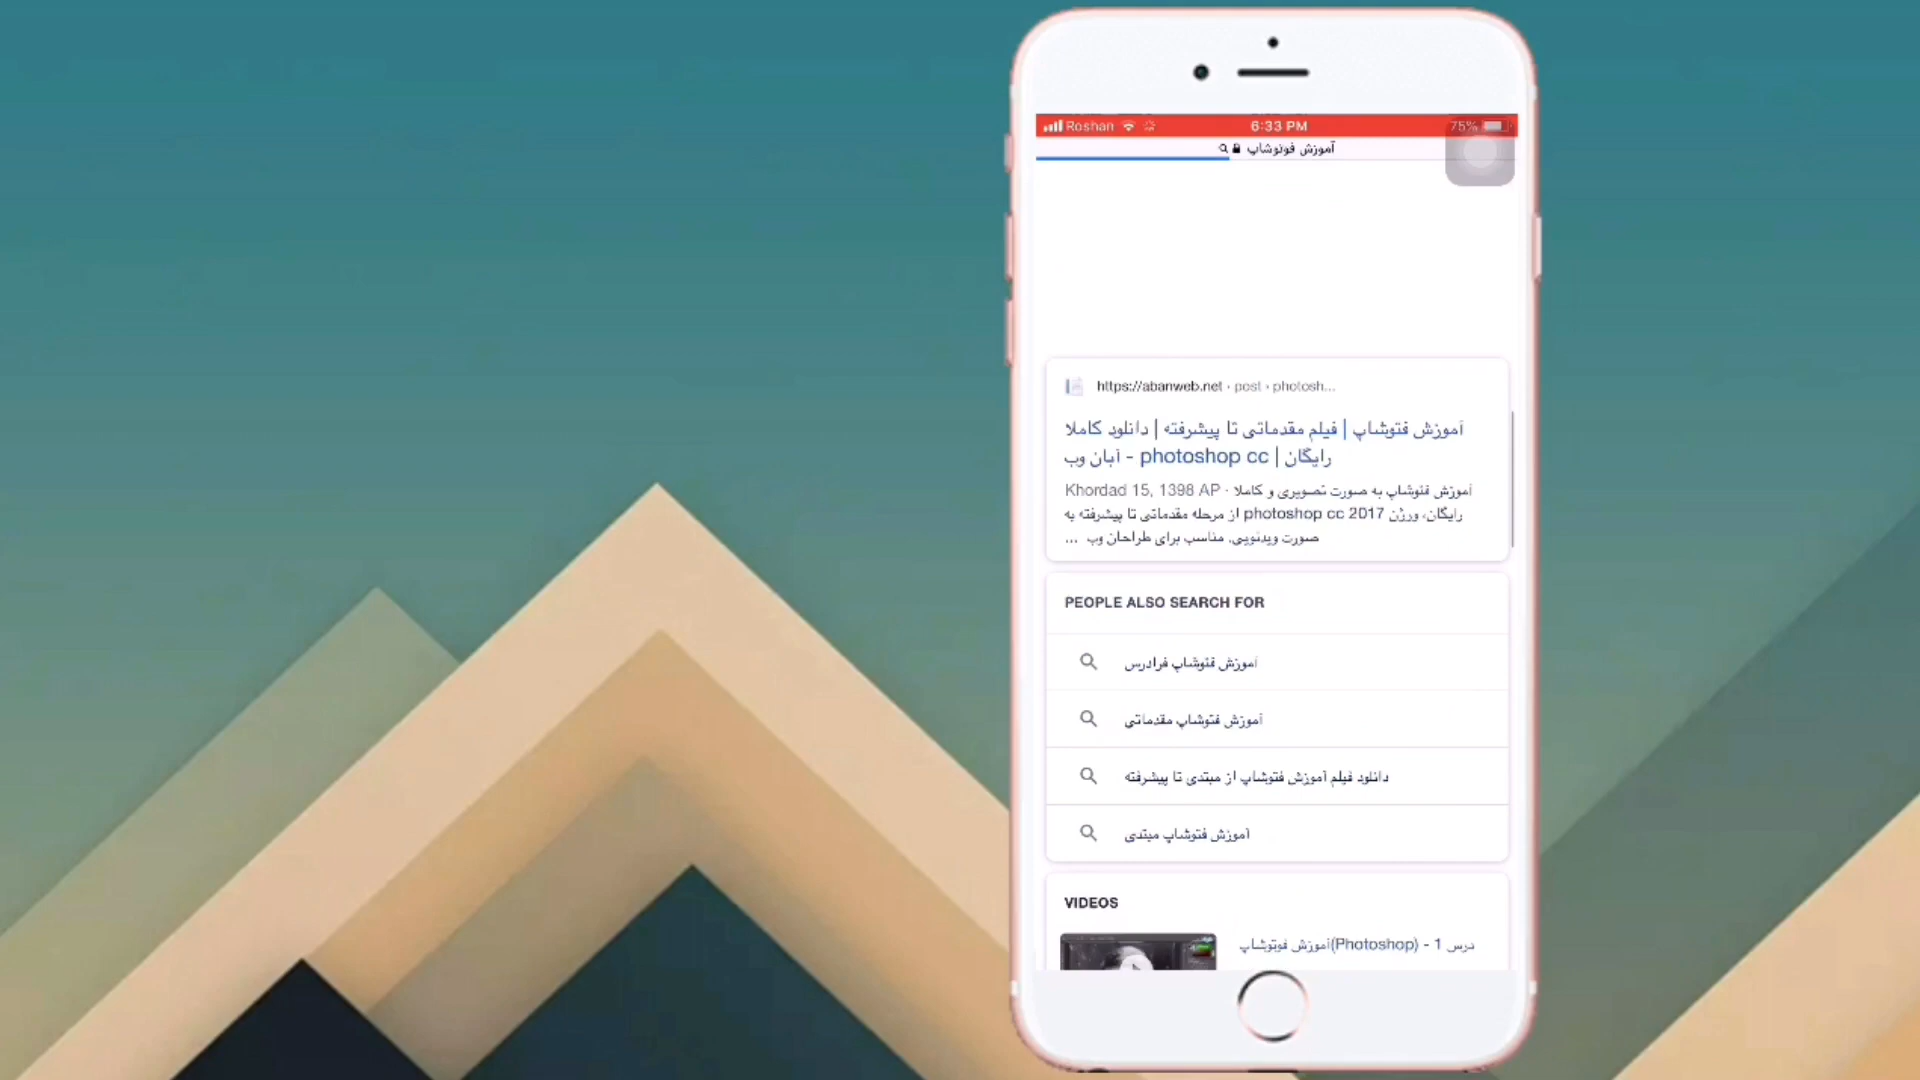 Roshan 6:33 PM 75%
آموزش فوتوشاپ
https://abanweb.net › post › photosh...
آموزش فتوشاپ | فیلم مقدماتی تا پیشرفته | دانلود کاملا
رایگان | photoshop cc - آبان وب
Khordad 15, 1398 AP · آموزش فتوشاپ به صورت تصویری و کاملا
رایگان، ورژن photoshop cc 2017 از مرحله مقدماتی تا پیشرفته به
صورت ویدئویی. مناسب برای طراحان وب ...
PEOPLE ALSO SEARCH FOR
آموزش فتوشاپ فرادرس
آموزش فتوشاپ مقدماتی
دانلود فیلم آموزش فتوشاپ از مبتدی تا پیشرفته
آموزش فتوشاپ مبتدی
VIDEOS
درس 1 - (Photoshop)آموزش فوتوشاپ